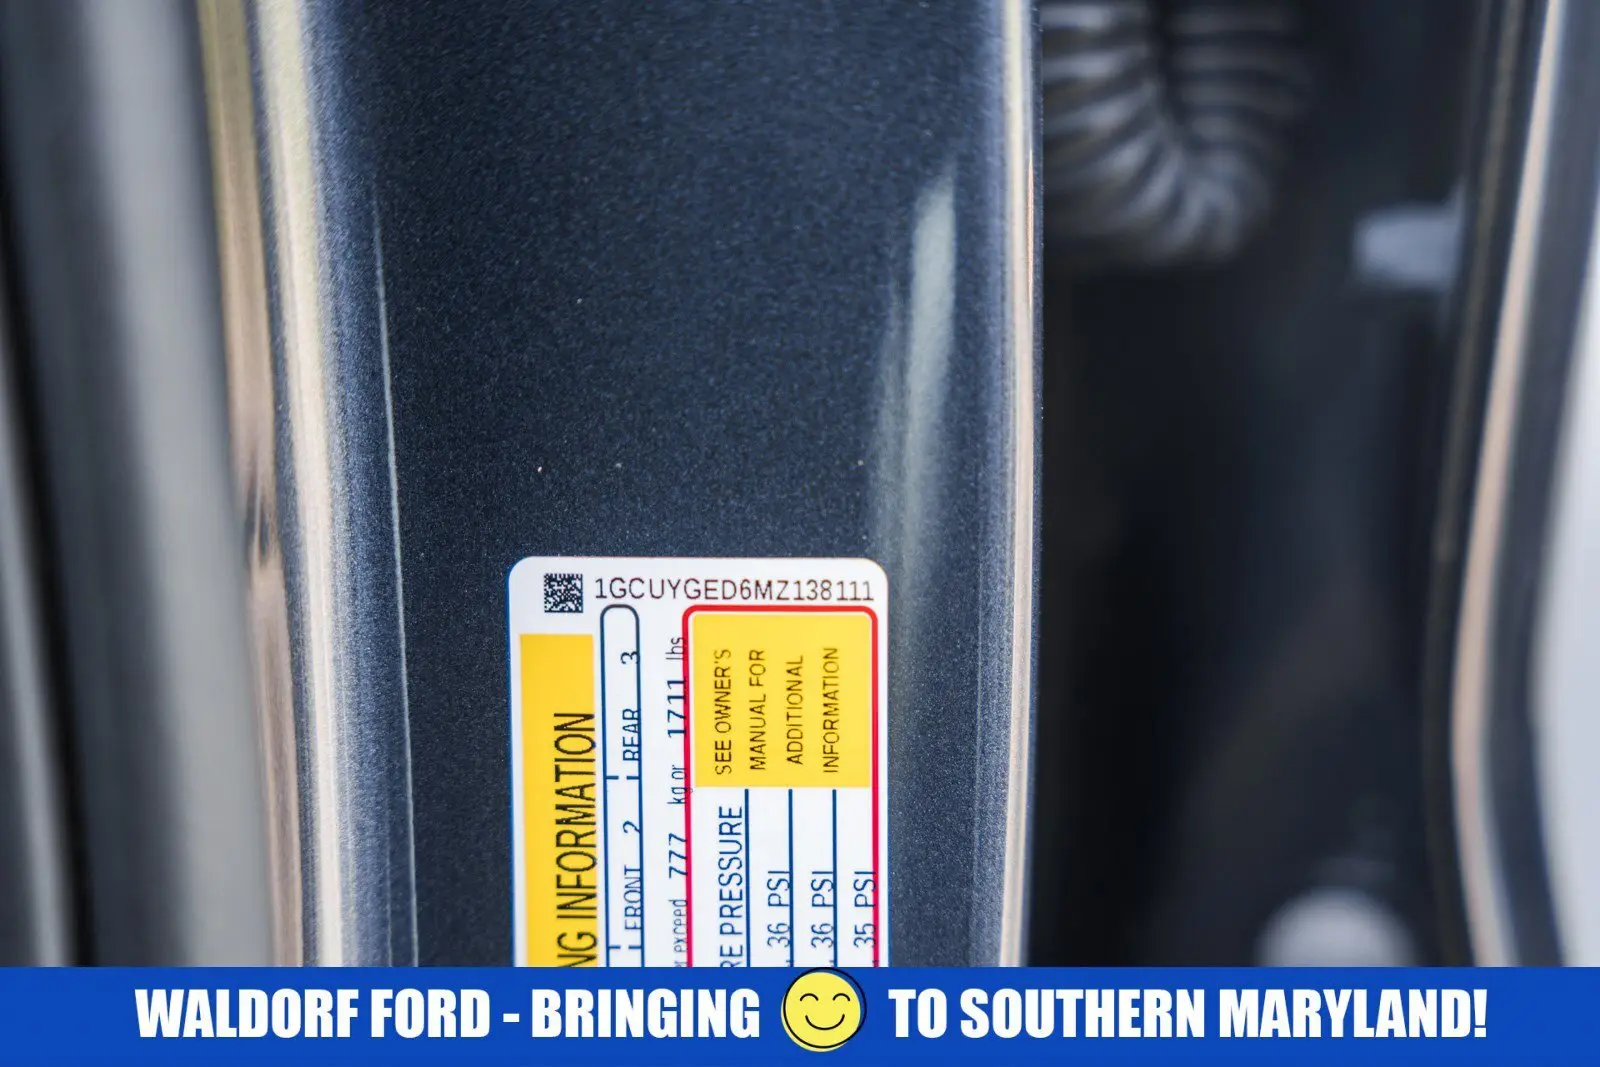 1GCUYGED6MZ138111
NG INFORMATION
FRONT 2 REAR 3
exceed 777 kg or 1711 lbs
RE PRESSURE
36 PSI
36 PSI
35 PSI
SEE OWNER'S
MANUAL FOR
ADDITIONAL
INFORMATION
WALDORF FORD - BRINGING TO SOUTHERN MARYLAND!